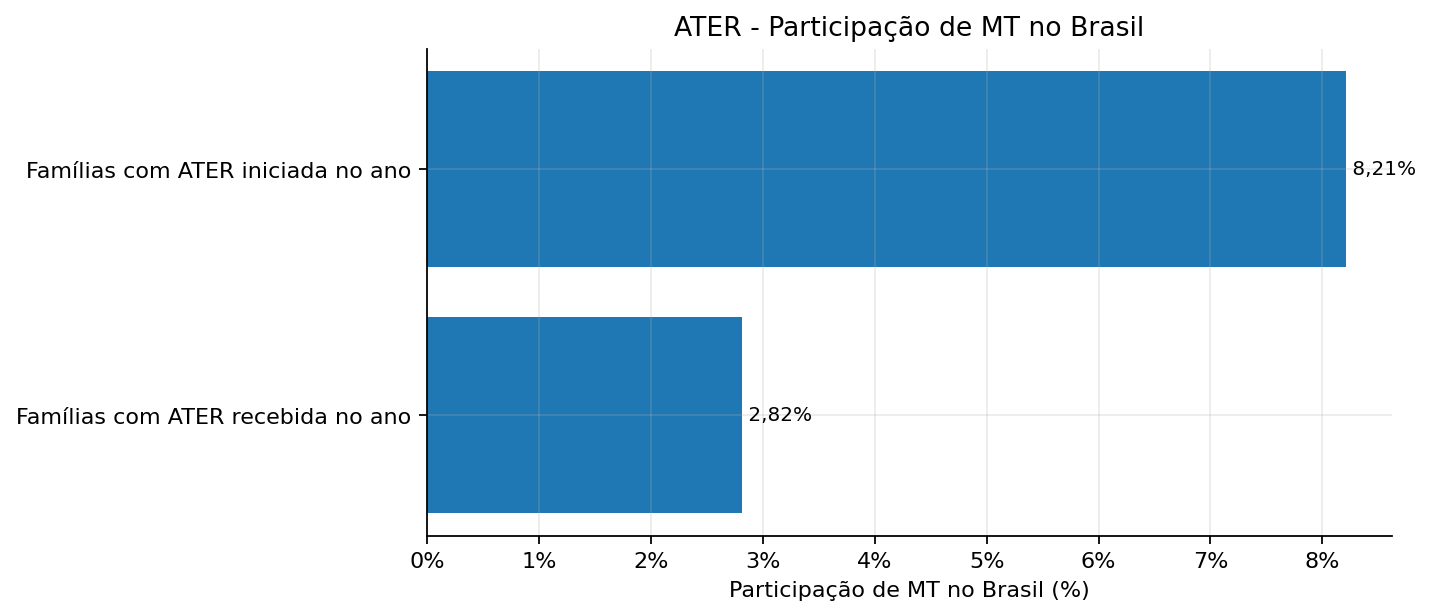 ATER - Participação de MT no Brasil
Famílias com ATER iniciada no ano
8,21%
Famílias com ATER recebida no ano
2,82%
0% 1% 2% 3% 4% 5% 6% 7% 8%
Participação de MT no Brasil (%)